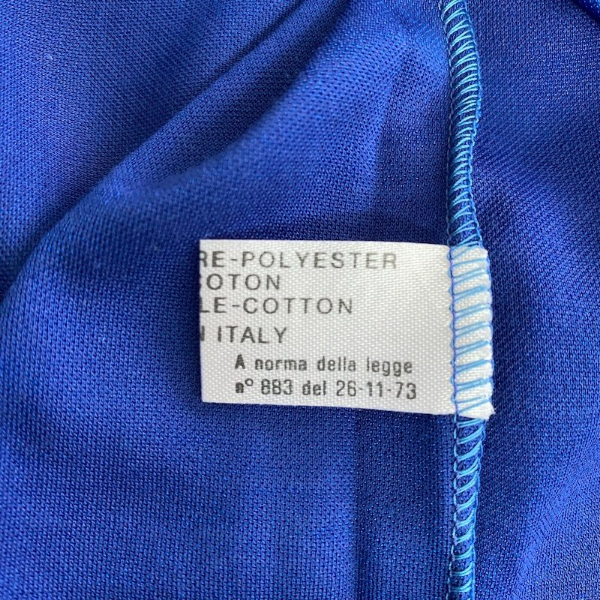 RE-POLYESTER
COTON
LE-COTTON
N ITALY
A norma della legge
n° 883 del 26-11-73